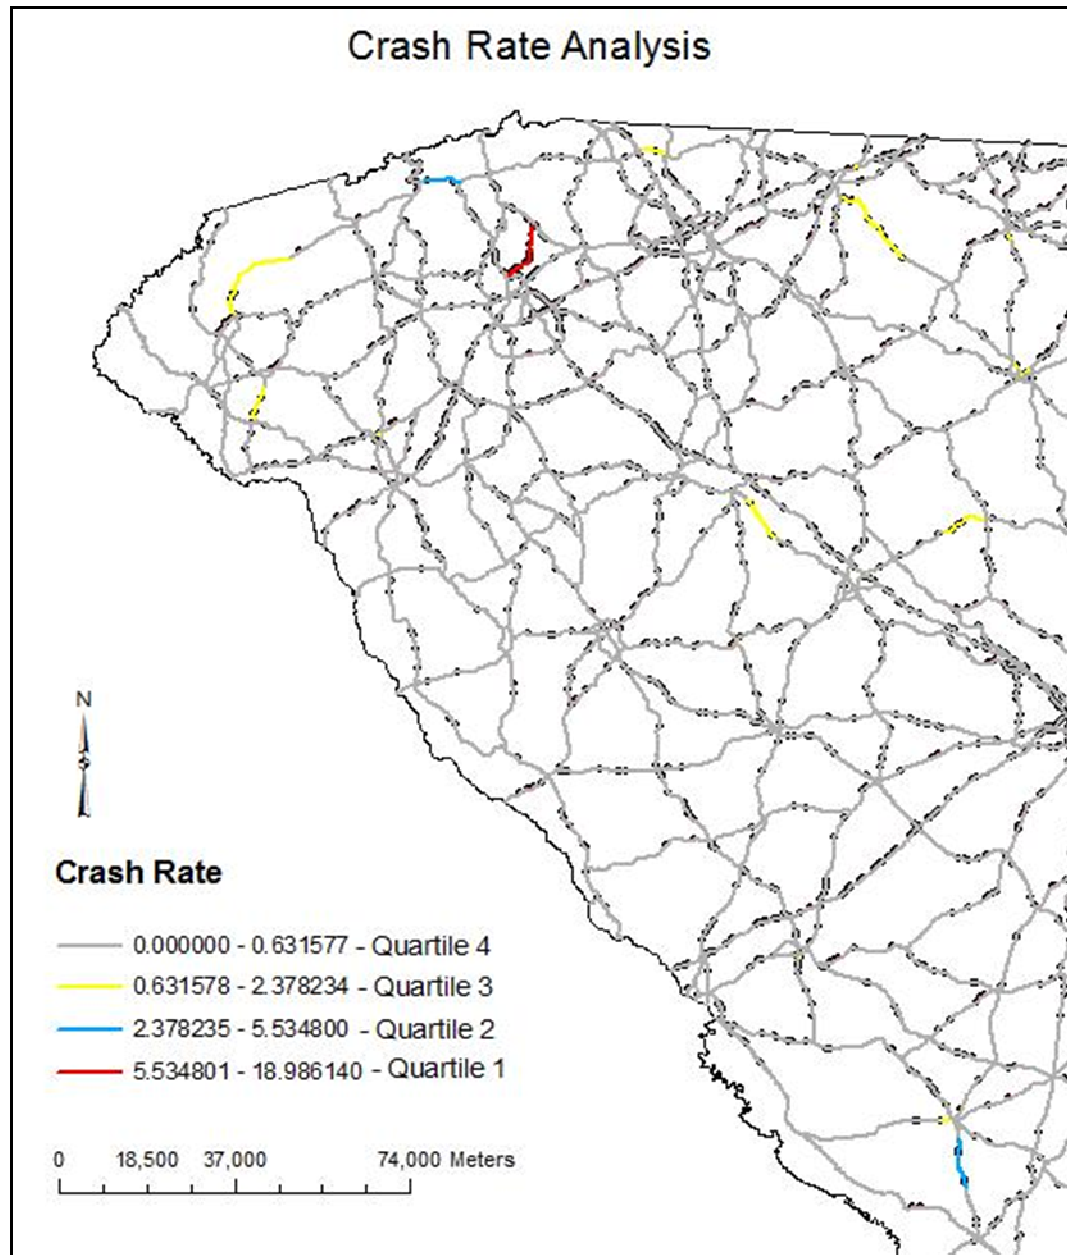 Crash Rate Analysis
N
S
Crash Rate
0.000000 - 0.631577 - Quartile 4
0.631578 - 2.378234 - Quartile 3
2.378235 - 5.534800 - Quartile 2
5.534801 - 18.986140 - Quartile 1
0 18,500 37,000 74,000 Meters